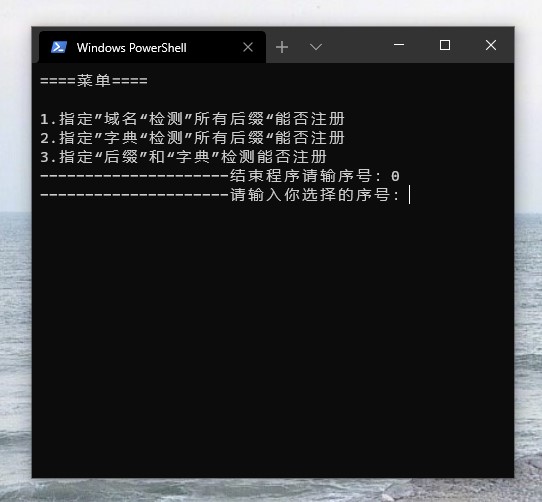 Windows PowerShell
====菜单====
1.指定”域名“检测”所有后缀“能否注册
2.指定”字典“检测”所有后缀“能否注册
3.指定“后缀”和“字典”检测能否注册
---------------------结束程序请输序号: 0
---------------------请输入你选择的序号: